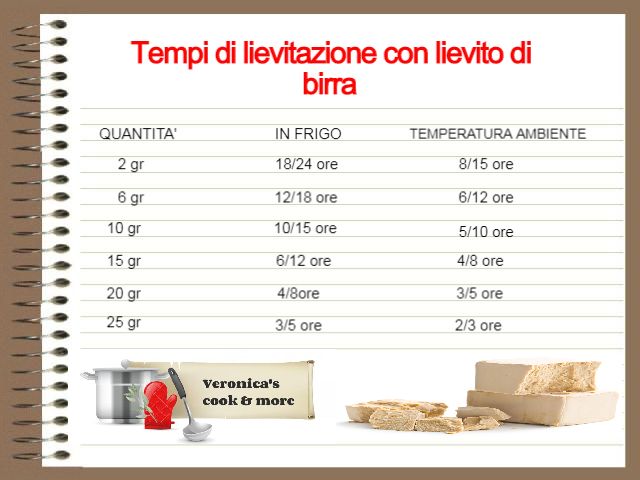 Tempi di lievitazione con lievito di
birra
QUANTITA' IN FRIGO TEMPERATURA AMBIENTE
2 gr 18/24 ore 8/15 ore
6 gr 12/18 ore 6/12 ore
10 gr 10/15 ore 5/10 ore
15 gr 6/12 ore 4/8 ore
20 gr 4/8ore 3/5 ore
25 gr 3/5 ore 2/3 ore
Veronica's
cook & more